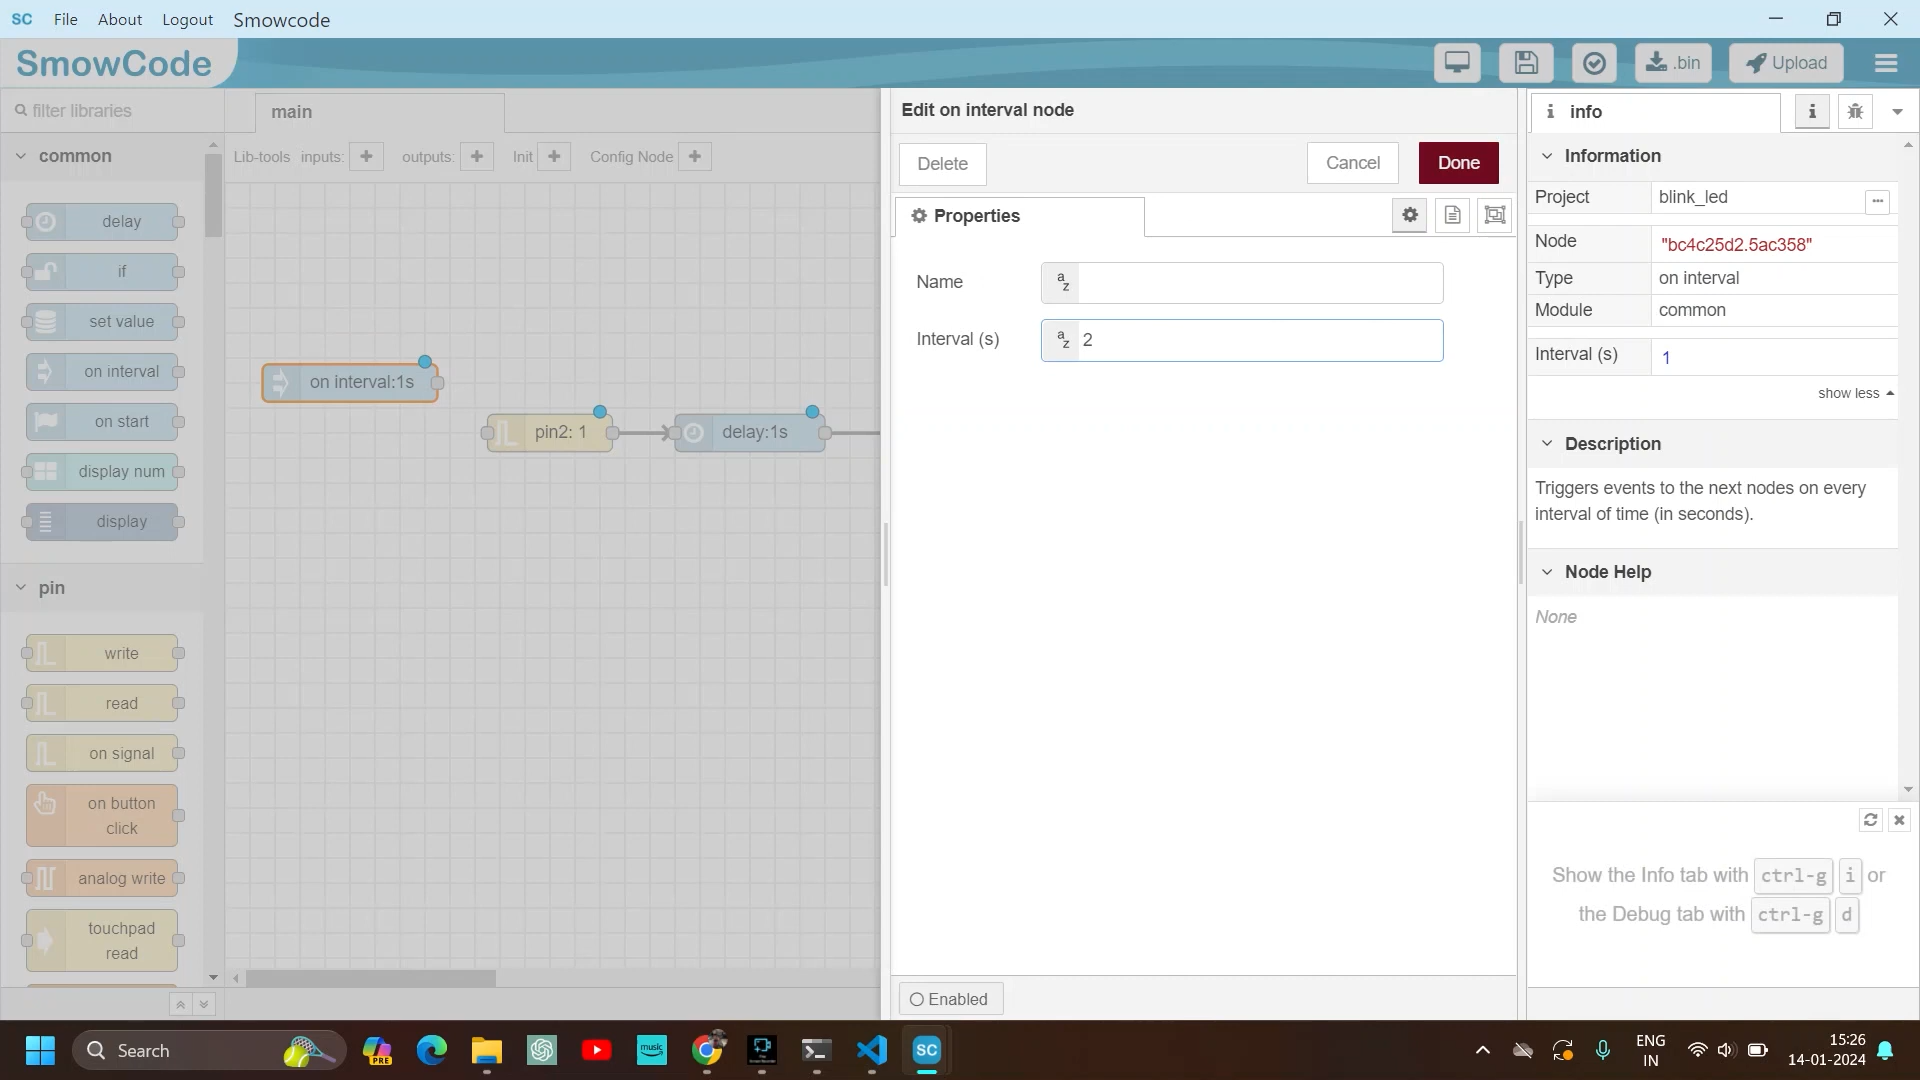 SC File About Logout Smowcode
SmowCode
.bin Upload
filter libraries
main
common
Lib-tools inputs: + outputs: + Init + Config Node +
delay
if
set value
on interval
on start
display num
display
pin
write
read
on signal
on button
click
analog write
touchpad
read
on interval:1s
pin2: 1
delay:1s
Edit on interval node
Delete Cancel Done
Properties
Name
Interval (s) 2
Enabled
i info
Information
Project blink_led ...
Node "bc4c25d2.5ac358"
Type on interval
Module common
Interval (s) 1
show less
Description
Triggers events to the next nodes on every
interval of time (in seconds).
Node Help
None
Show the Info tab with ctrl-g i or
the Debug tab with ctrl-g d
Search
PRE
music
SC
ENG
IN
15:26
14-01-2024